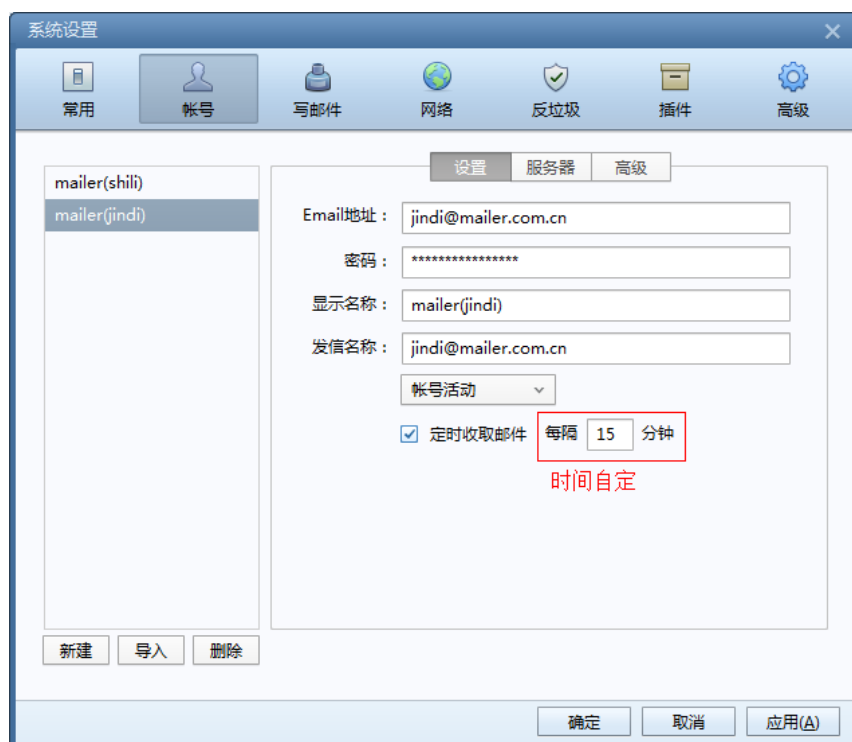 系统设置
常用 帐号 写邮件 网络 反垃圾 插件 高级
mailer(shili)
mailer(jindi)
设置 服务器 高级
Email地址： jindi@mailer.com.cn
密码： ****************
显示名称： mailer(jindi)
发信名称： jindi@mailer.com.cn
帐号活动
定时收取邮件 每隔 15 分钟
时间自定
新建 导入 删除
确定 取消 应用(A)